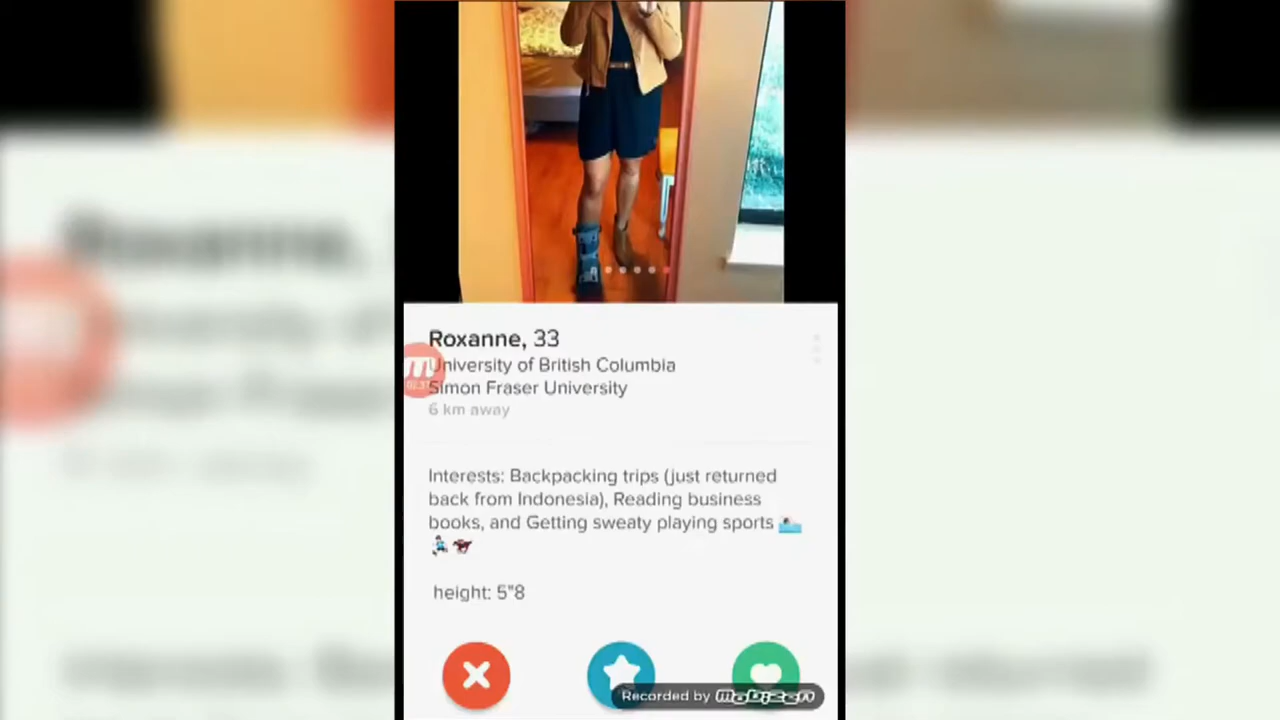 Roxanne, 33
University of British Columbia
Simon Fraser University
6 km away
Interests: Backpacking trips (just returned
back from Indonesia), Reading business
books, and Getting sweaty playing sports
height: 5"8
Recorded by mobizen